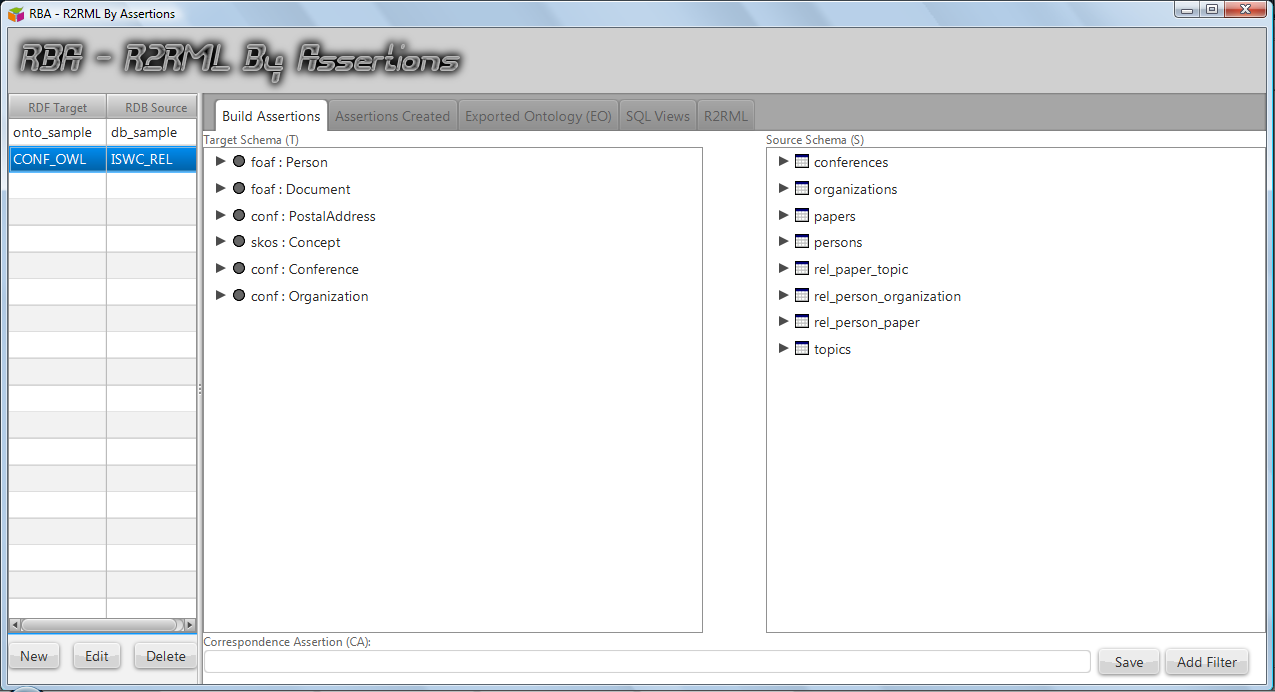 RBA - R2RML By Assertions
RBA - R2RML By Assertions
RDF Target RDB Source
onto_sample db_sample
CONF_OWL ISWC_REL
Build Assertions Assertions Created Exported Ontology (EO) SQL Views R2RML
Target Schema (T)
foaf : Person
foaf : Document
conf : PostalAddress
skos : Concept
conf : Conference
conf : Organization
Source Schema (S)
conferences
organizations
papers
persons
rel_paper_topic
rel_person_organization
rel_person_paper
topics
Correspondence Assertion (CA):
New Edit Delete
Save Add Filter